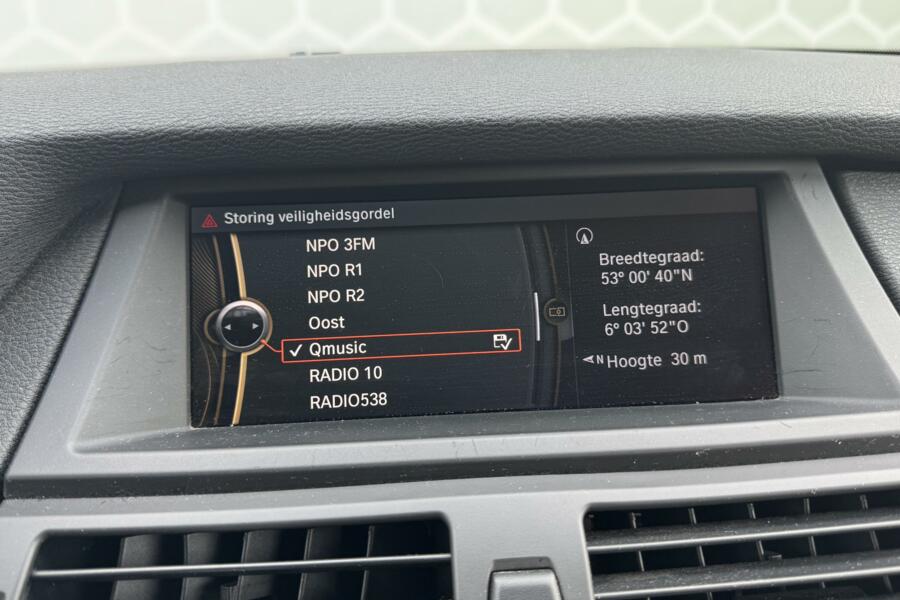 Storing veiligheidsgordel
NPO 3FM
NPO R1
NPO R2
Oost
Qmusic
RADIO 10
RADIO538
Breedtegraad:
53° 00' 40"N
Lengtegraad:
6° 03' 52"O
N Hoogte 30 m